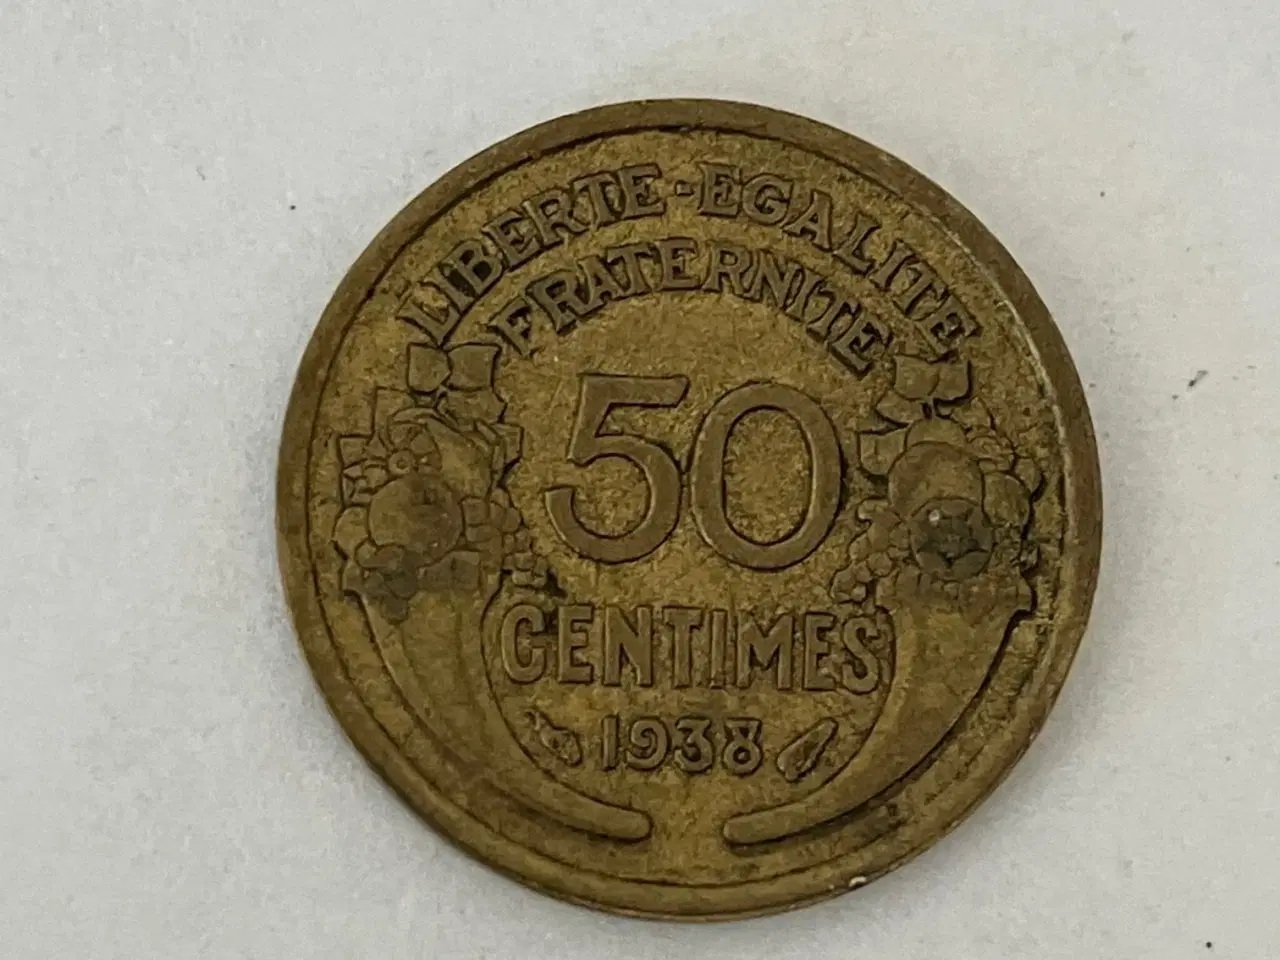 LIBERTE-EGALITE
FRATERNITE
50
CENTIMES
1938